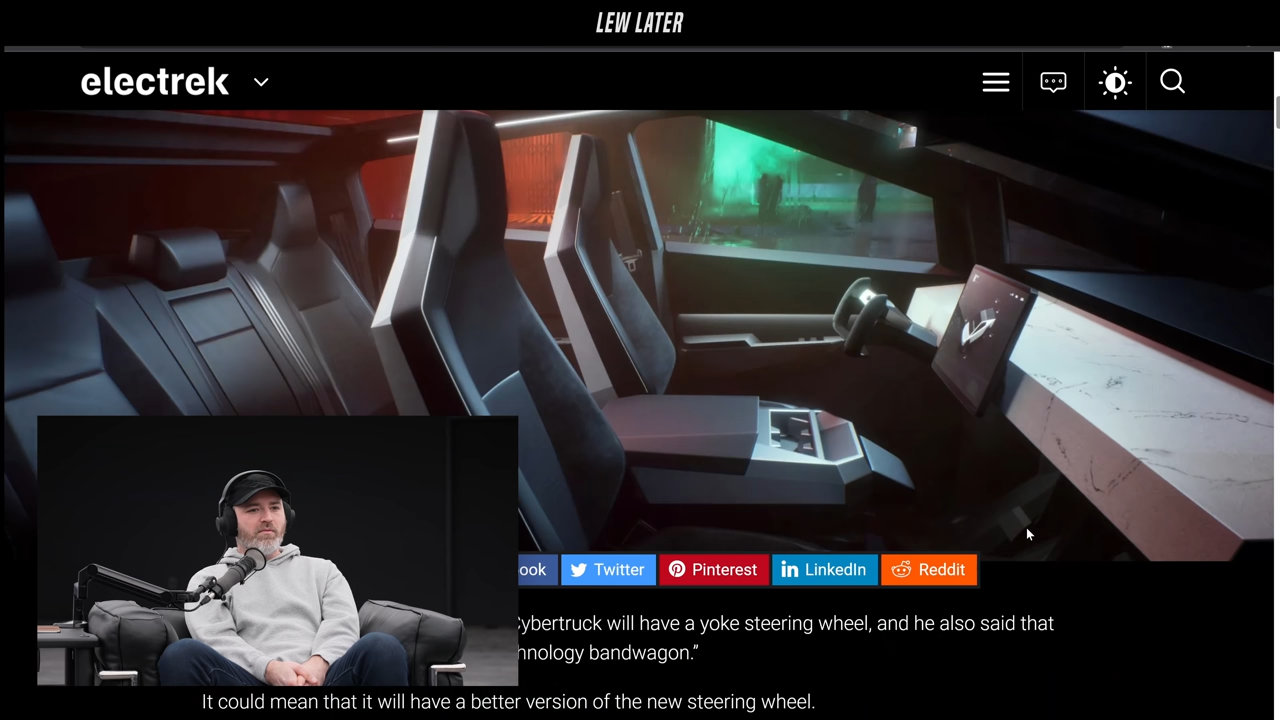 LEW LATER
electrek
ook Twitter Pinterest LinkedIn Reddit
Cybertruck will have a yoke steering wheel, and he also said that
hnology bandwagon.”
It could mean that it will have a better version of the new steering wheel.